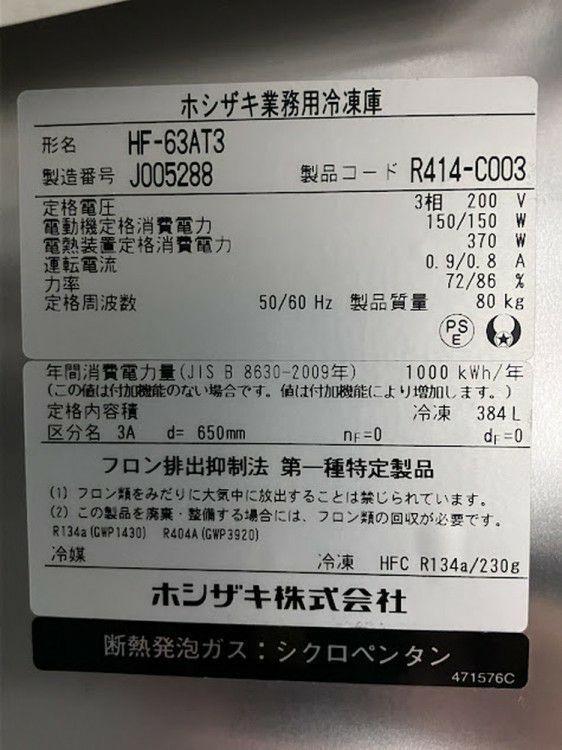 ホシザキ業務用冷凍庫
形名 HF-63AT3
製造番号 J005288 製品コード R414-C003
定格電圧 3相 200 V
電動機定格消費電力 150/150 W
電熱装置定格消費電力 370 W
運転電流 0.9/0.8 A
力率 72/86 %
定格周波数 50/60 Hz 製品質量 80 kg
PS E
年間消費電力量(JIS B 8630-2009年) 1000 kWh/年
(この値は付加機能のない場合です。値は付加機能により増加します。)
定格内容積 冷凍 384 L
区分名 3A d= 650mm nF=0 dF=0
フロン排出抑制法 第一種特定製品
(1) フロン類をみだりに大気中に放出することは禁じられています。
(2) この製品を廃棄・整備する場合には、フロン類の回収が必要です。
R134a(GWP1430) R404A(GWP3920)
冷媒 冷凍 HFC R134a/230g
ホシザキ株式会社
断熱発泡ガス：シクロペンタン
471576C